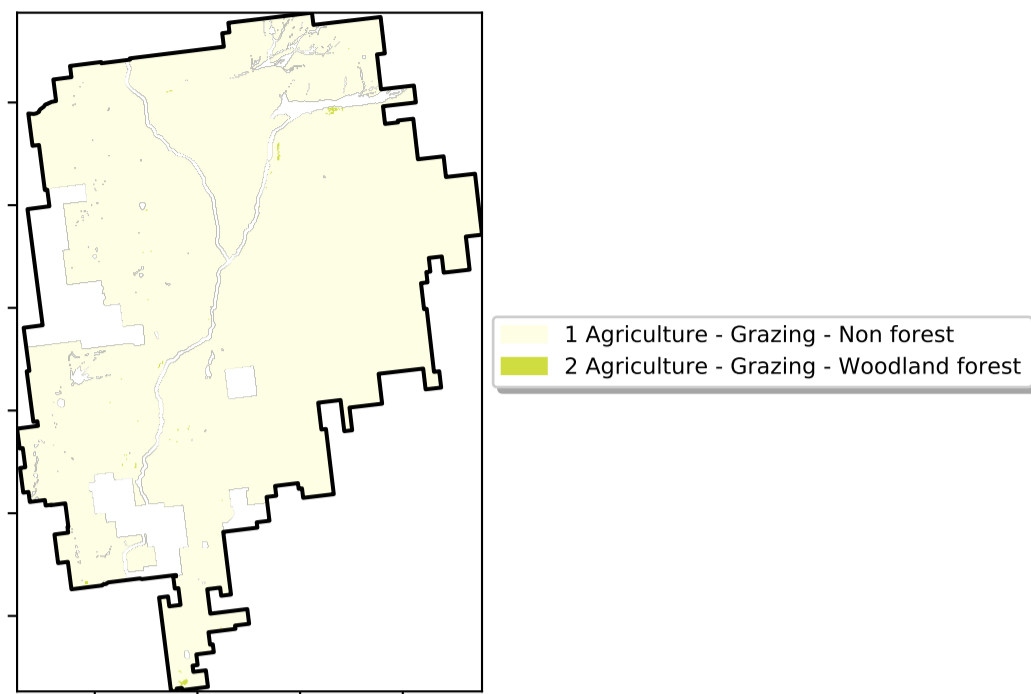 1 Agriculture - Grazing - Non forest
2 Agriculture - Grazing - Woodland forest